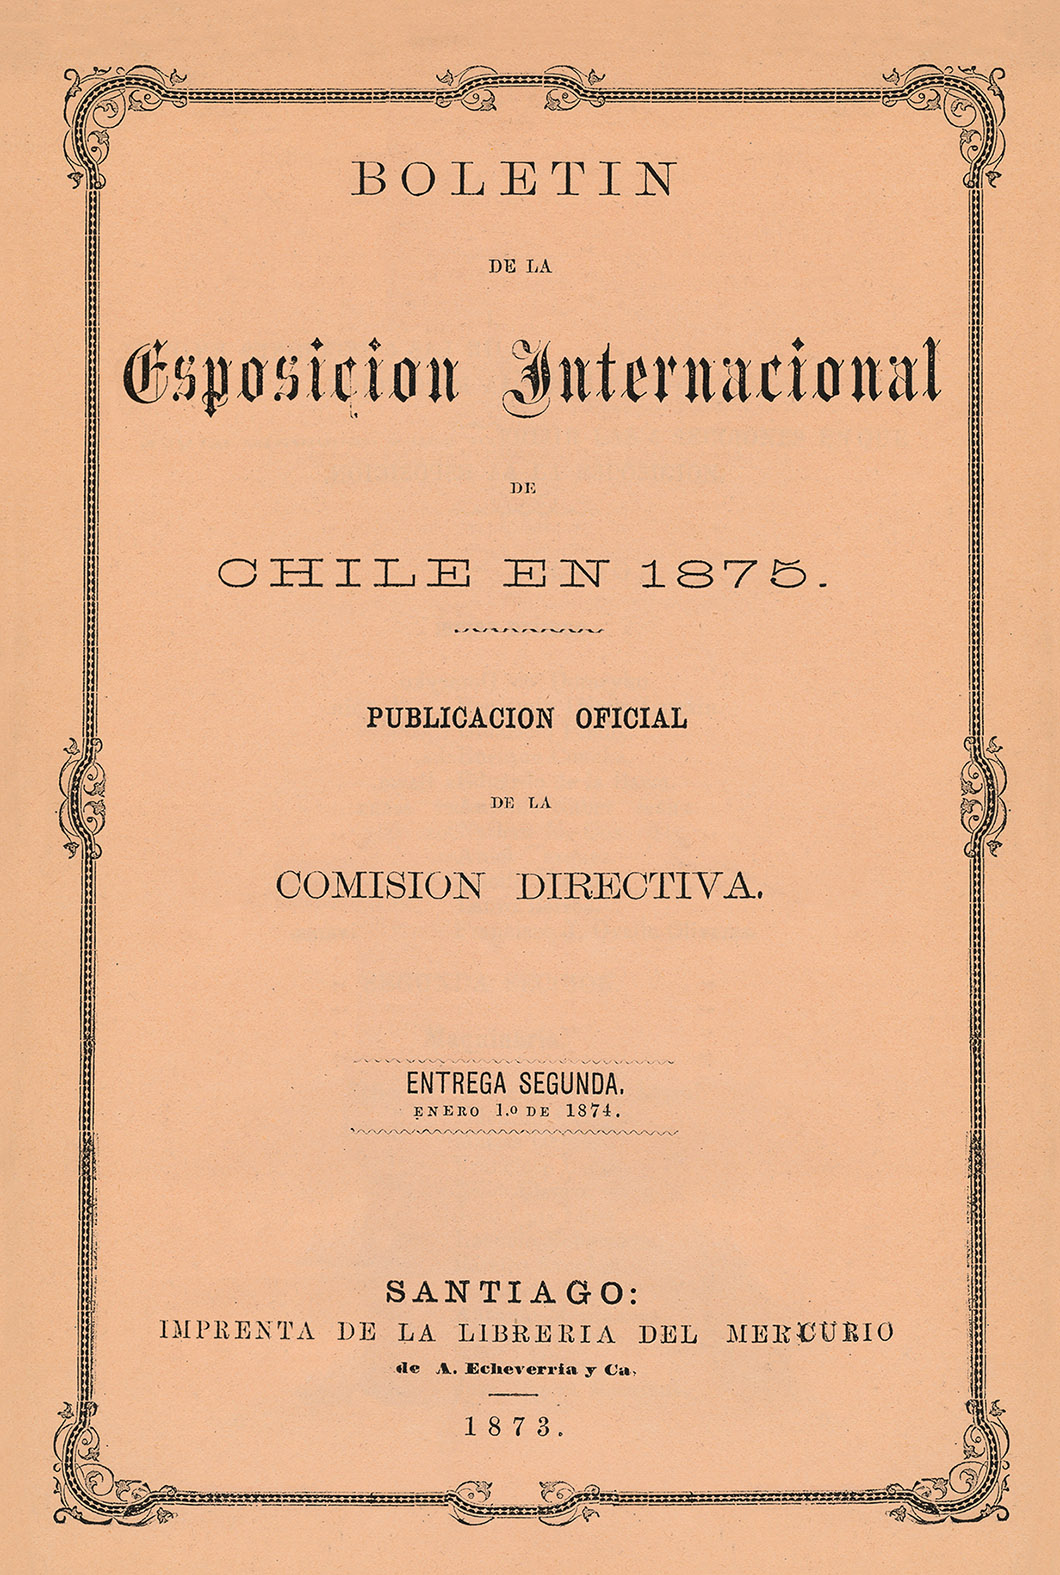 BOLETIN
DE LA
Esposicion Internacional
DE
CHILE EN 1875.
PUBLICACION OFICIAL
DE LA
COMISION DIRECTIVA.
ENTREGA SEGUNDA.
ENERO 1.º DE 1874.
SANTIAGO:
IMPRENTA DE LA LIBRERIA DEL MERCURIO
de A. Echeverria y Ca.
1873.